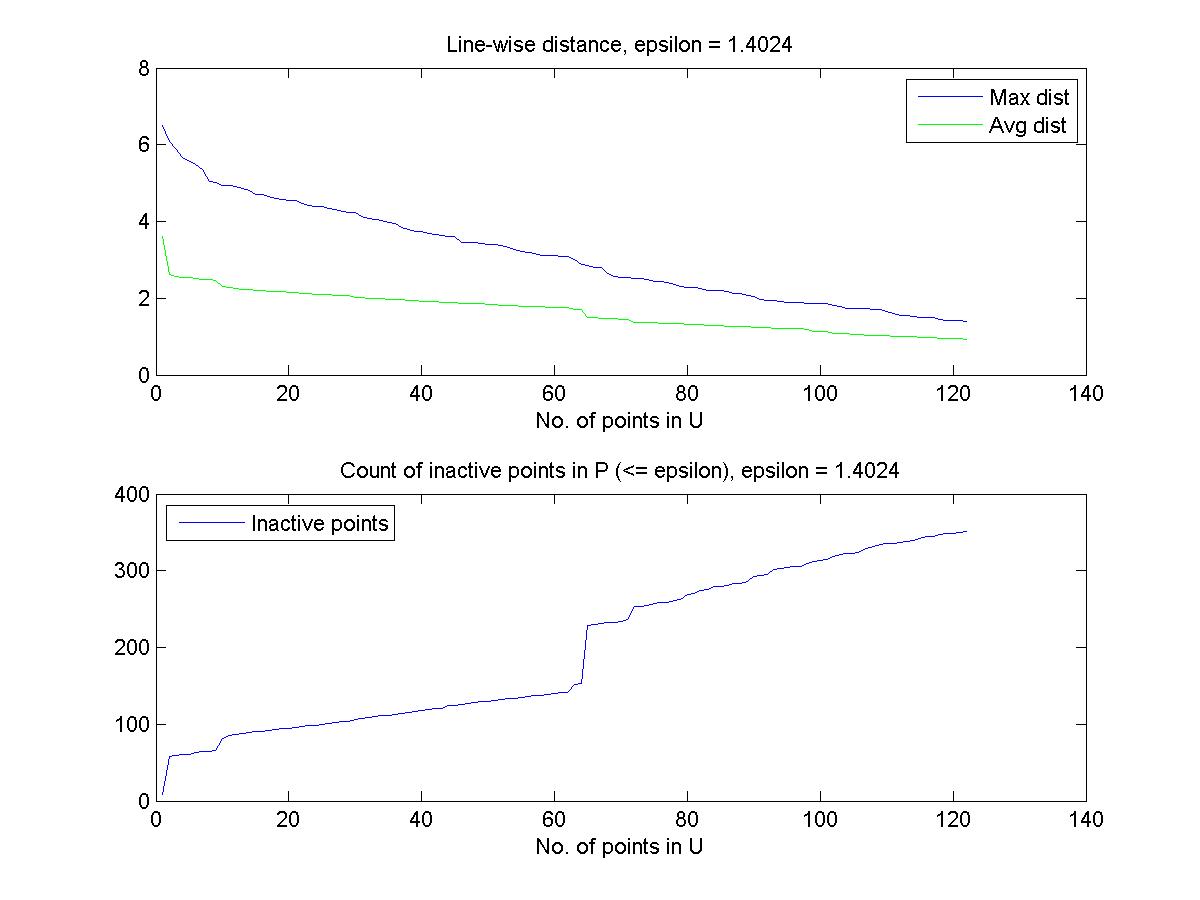 Line-wise distance, epsilon = 1.4024
8
6
4
2
0
Max dist
Avg dist
0 20 40 60 80 100 120 140
No. of points in U
Count of inactive points in P (<= epsilon), epsilon = 1.4024
400
300
200
100
0
Inactive points
0 20 40 60 80 100 120 140
No. of points in U